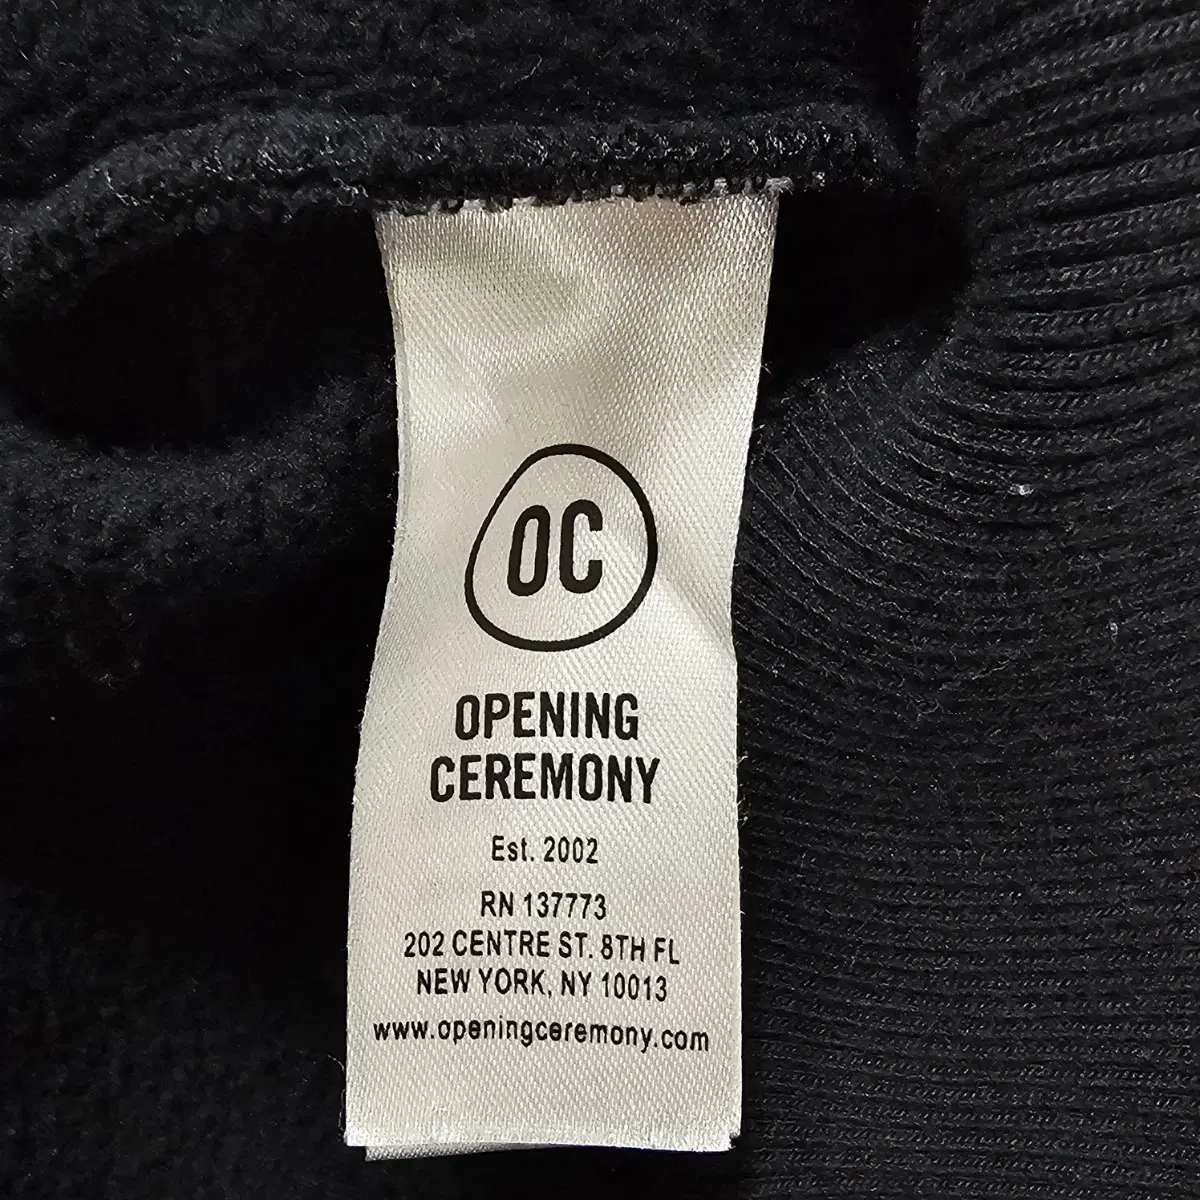 OC
OPENING
CEREMONY
Est. 2002
RN 137773
202 CENTRE ST. 8TH FL
NEW YORK, NY 10013
www.openingceremony.com